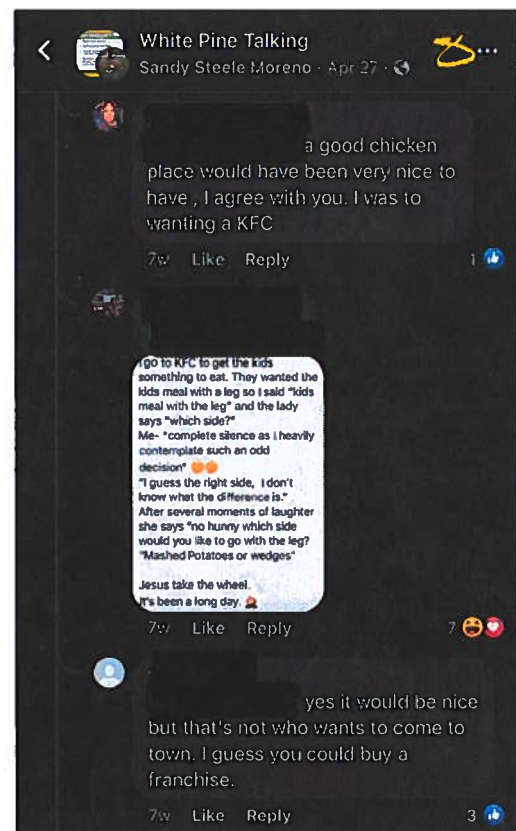 White Pine Talking
Sandy Steele Moreno · Apr 27 ·
a good chicken
place would have been very nice to
have , I agree with you. I was to
wanting a KFC
7w Like Reply 1
I go to KFC to get the kids
something to eat. They wanted the
kids meal with a leg so I said "kids
meal with the leg" and the lady
says "which side?"
Me- *complete silence as i heavily
contemplate such an odd
decision*
"I guess the right side, I don't
know what the difference is."
After several moments of laughter
she says "no hunny which side
would you like to go with the leg?
"Mashed Potatoes or wedges"
Jesus take the wheel.
It's been a long day.
7w Like Reply 7
yes it would be nice
but that's not who wants to come to
town. I guess you could buy a
franchise.
7w Like Reply 3